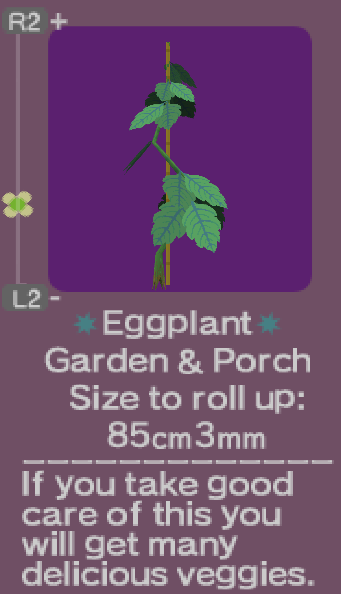 R2 +
L2 -
Eggplant
Garden & Porch
Size to roll up:
85cm3mm
If you take good
care of this you
will get many
delicious veggies.